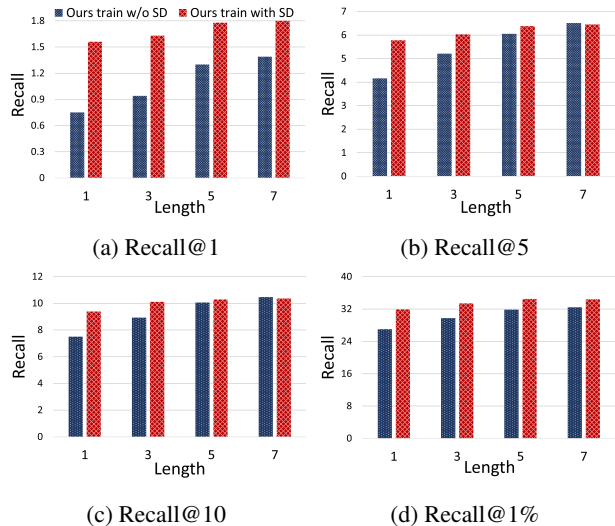 Ours train w/o SD Ours train with SD
1.8
1.5
1.2
0.9
0.6
0.3
0
Recall
1 3 5 7
Length
(a) Recall@1
7
6
5
4
3
2
1
0
Recall
1 3 5 7
Length
(b) Recall@5
12
10
8
6
4
2
0
Recall
1 3 5 7
Length
(c) Recall@10
40
32
24
16
8
0
Recall
1 3 5 7
Length
(d) Recall@1%